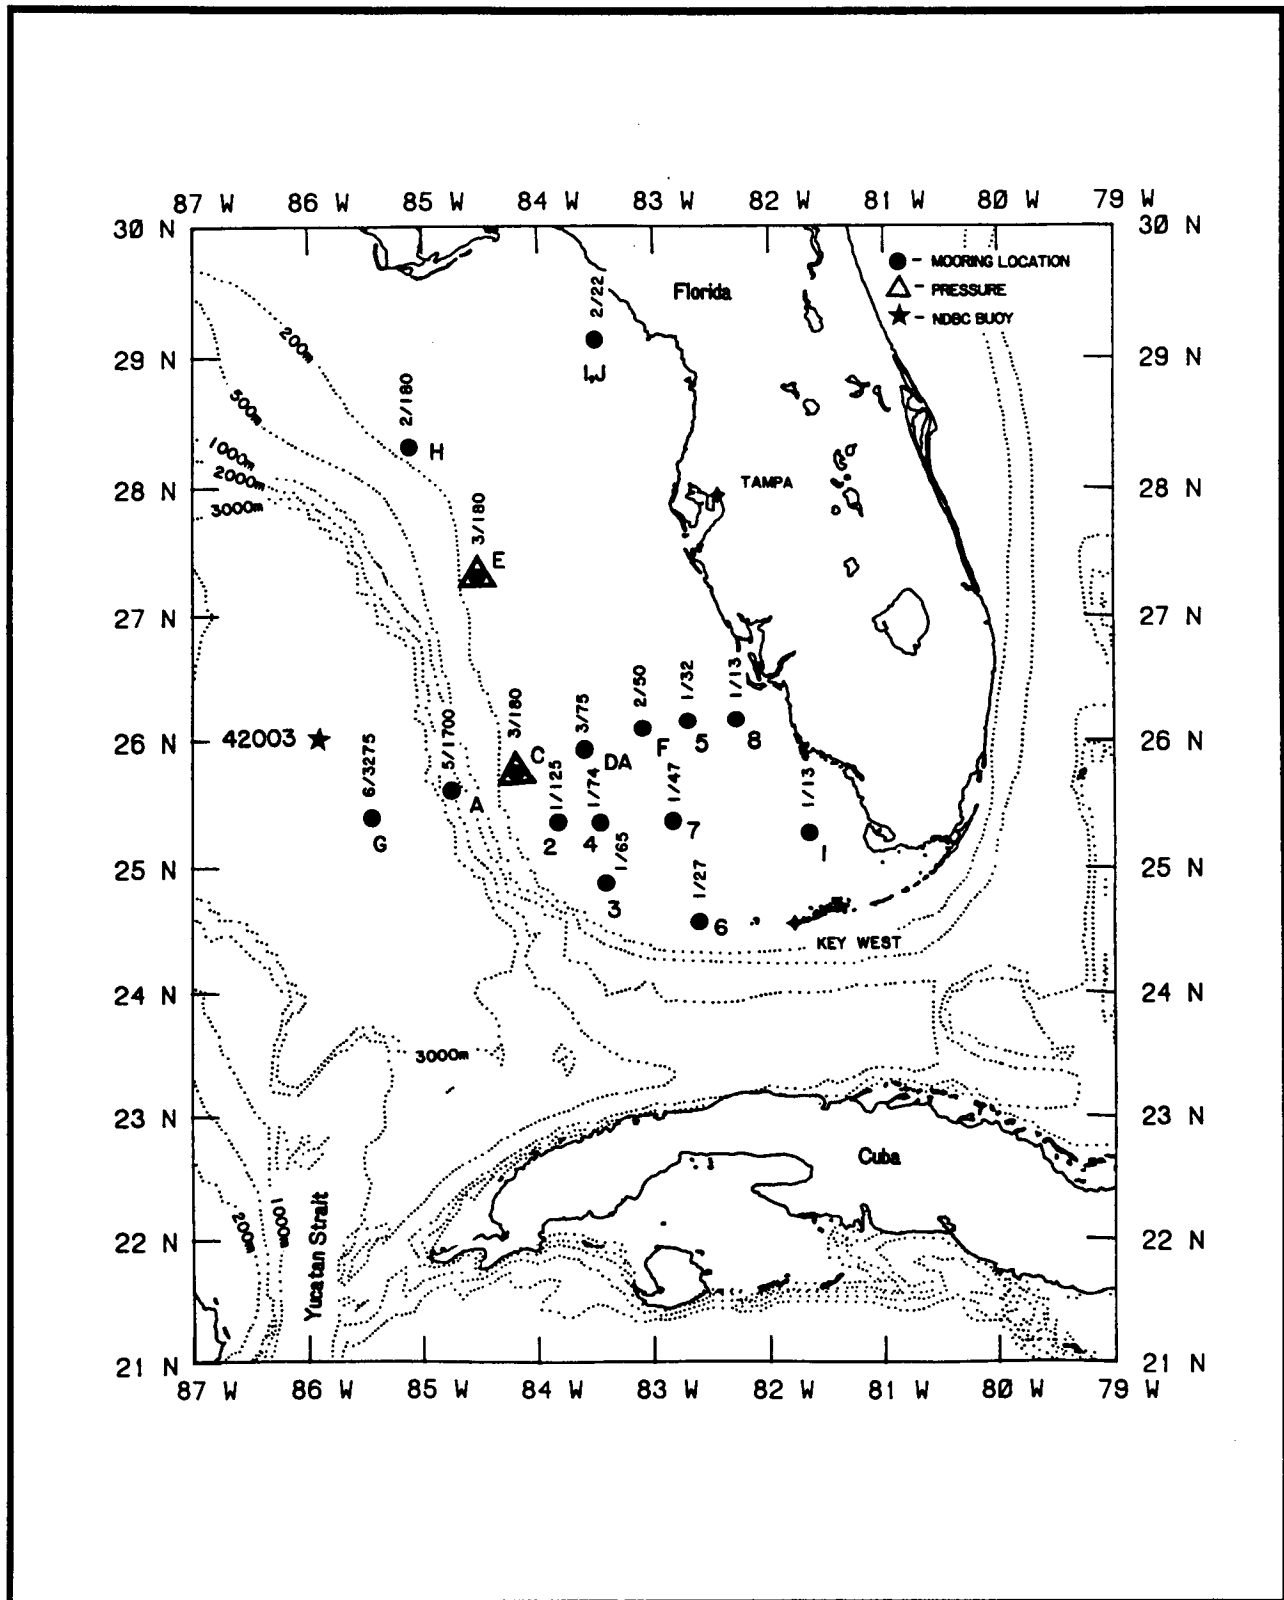 87 W 86 W 85 W 84 W 83 W 82 W 81 W 80 W 79 W
30 N
30 N
● - MOORING LOCATION
△ - PRESSURE
★ - NDBC BUOY
Florida
2/22
29 N
29 N
200m
500m
2/180
H
1000m
2000m
3000m
28 N
28 N
TAMPA
3/180
E
27 N
27 N
42003
26 N
26 N
6/3275
G
5/1700
A
3/180
C
1/125
2
3/75
DA
1/74
4
1/65
3
2/50
F
1/32
5
1/47
7
1/13
8
1/13
1
1/27
6
25 N
25 N
KEY WEST
24 N
24 N
3000m
23 N
23 N
Cuba
200m
1000m
Yucatan Strait
22 N
22 N
21 N
21 N
87 W 86 W 85 W 84 W 83 W 82 W 81 W 80 W 79 W